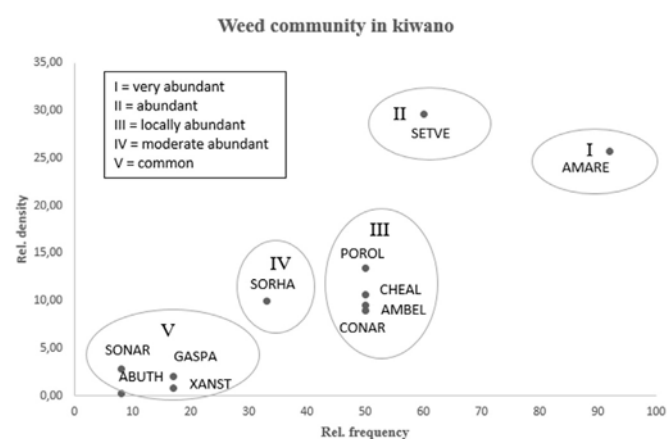 Weed community in kiwano
35,00
30,00
25,00
20,00
15,00
10,00
5,00
0,00
Rel. density
I = very abundant
II = abundant
III = locally abundant
IV = moderate abundant
V = common
II
SETVE
I
AMARE
III
POROL
CHEAL
AMBEL
CONAR
IV
SORHA
V
SONAR
GASPA
ABUTH
XANST
0 10 20 30 40 50 60 70 80 90 100
Rel. frequency